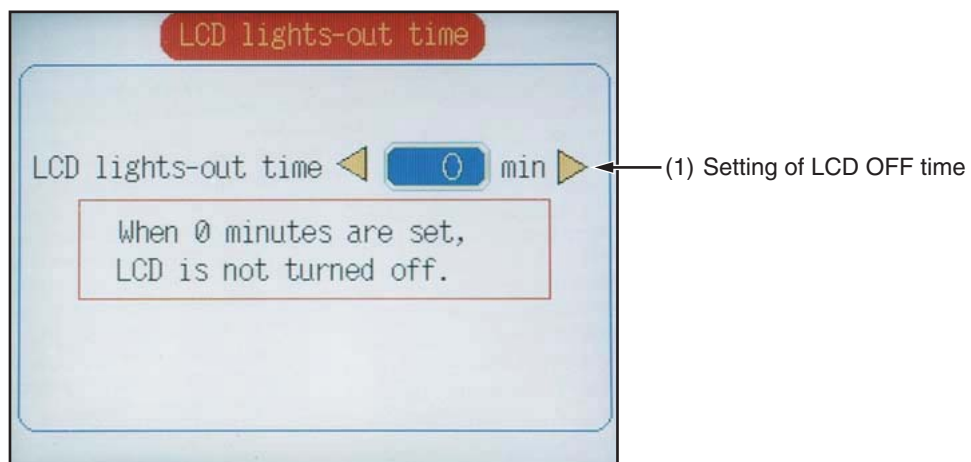 LCD lights-out time
LCD lights-out time 0 min
(1) Setting of LCD OFF time
When 0 minutes are set,
LCD is not turned off.